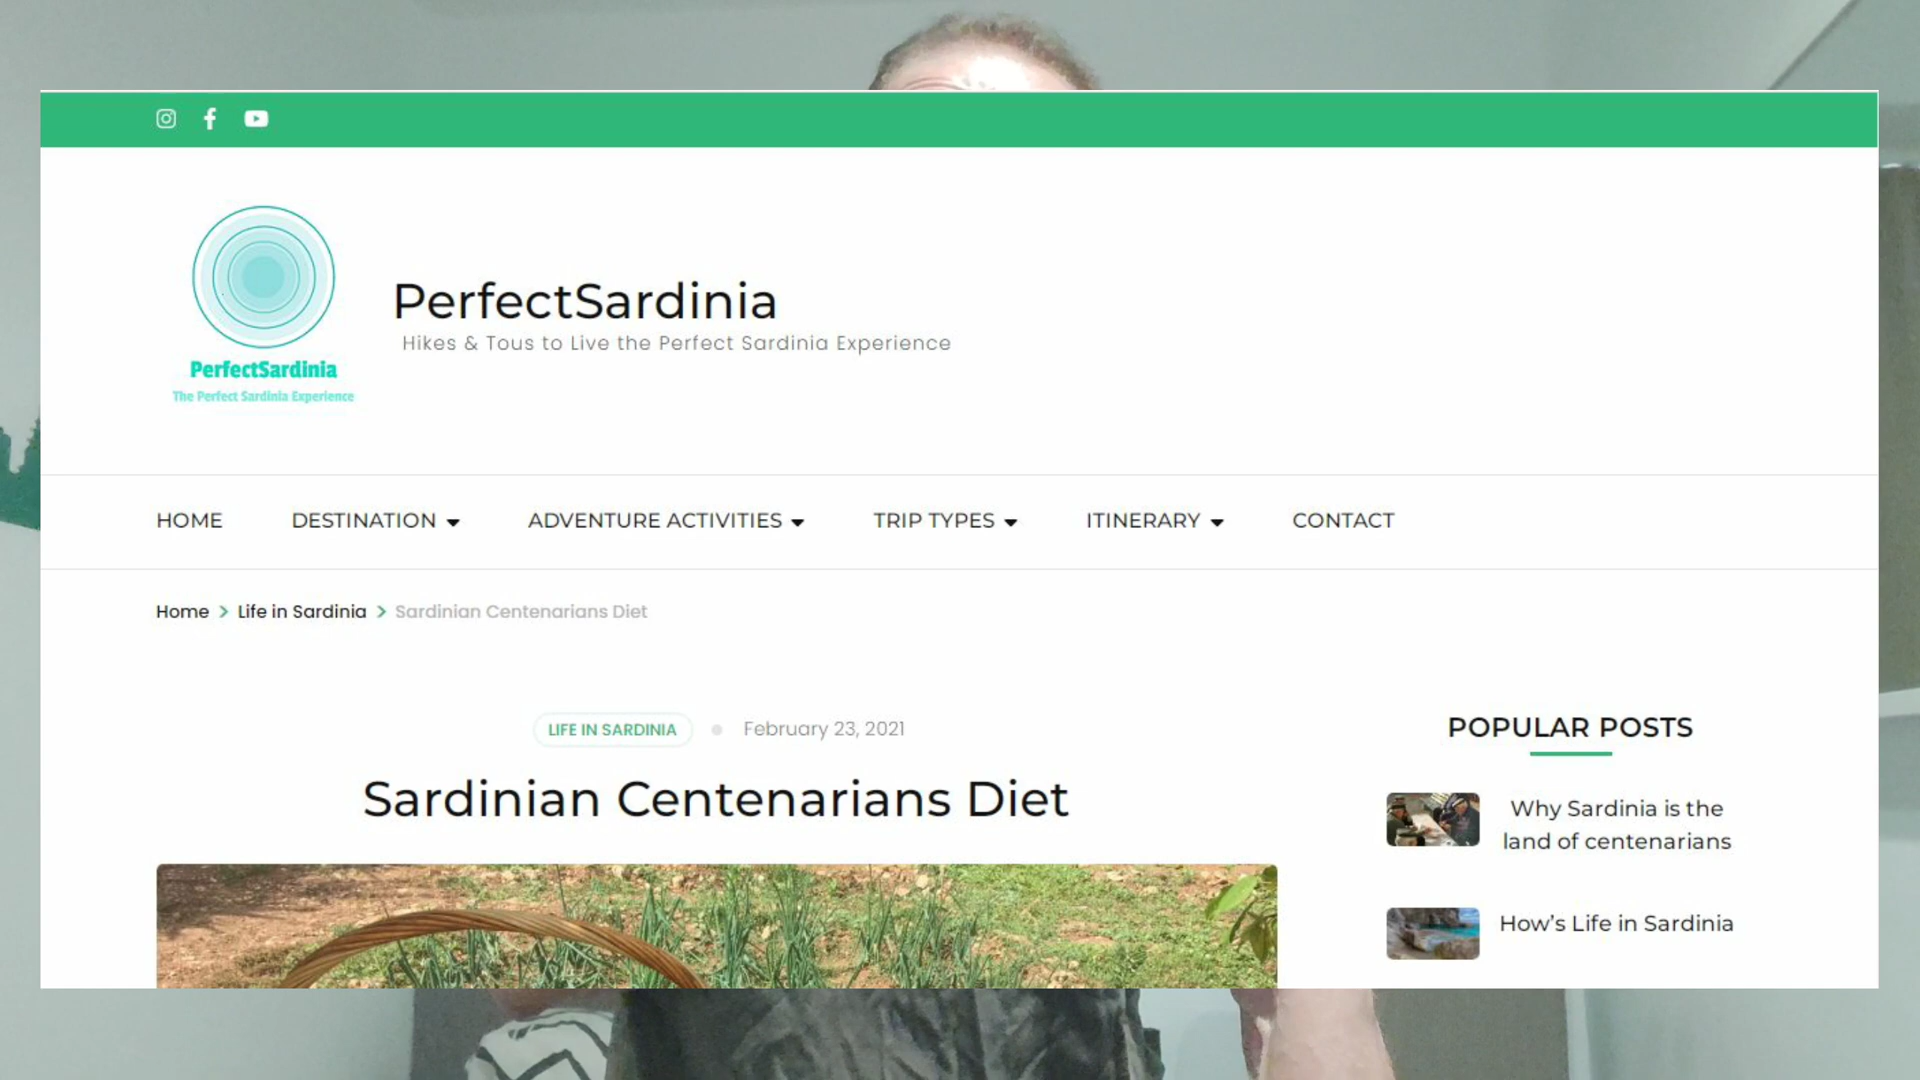 PerfectSardinia
The Perfect Sardinia Experience
PerfectSardinia
Hikes & Tous to Live the Perfect Sardinia Experience
HOME DESTINATION ADVENTURE ACTIVITIES TRIP TYPES ITINERARY CONTACT
Home > Life in Sardinia > Sardinian Centenarians Diet
LIFE IN SARDINIA February 23, 2021
Sardinian Centenarians Diet
POPULAR POSTS
Why Sardinia is the
land of centenarians
How's Life in Sardinia